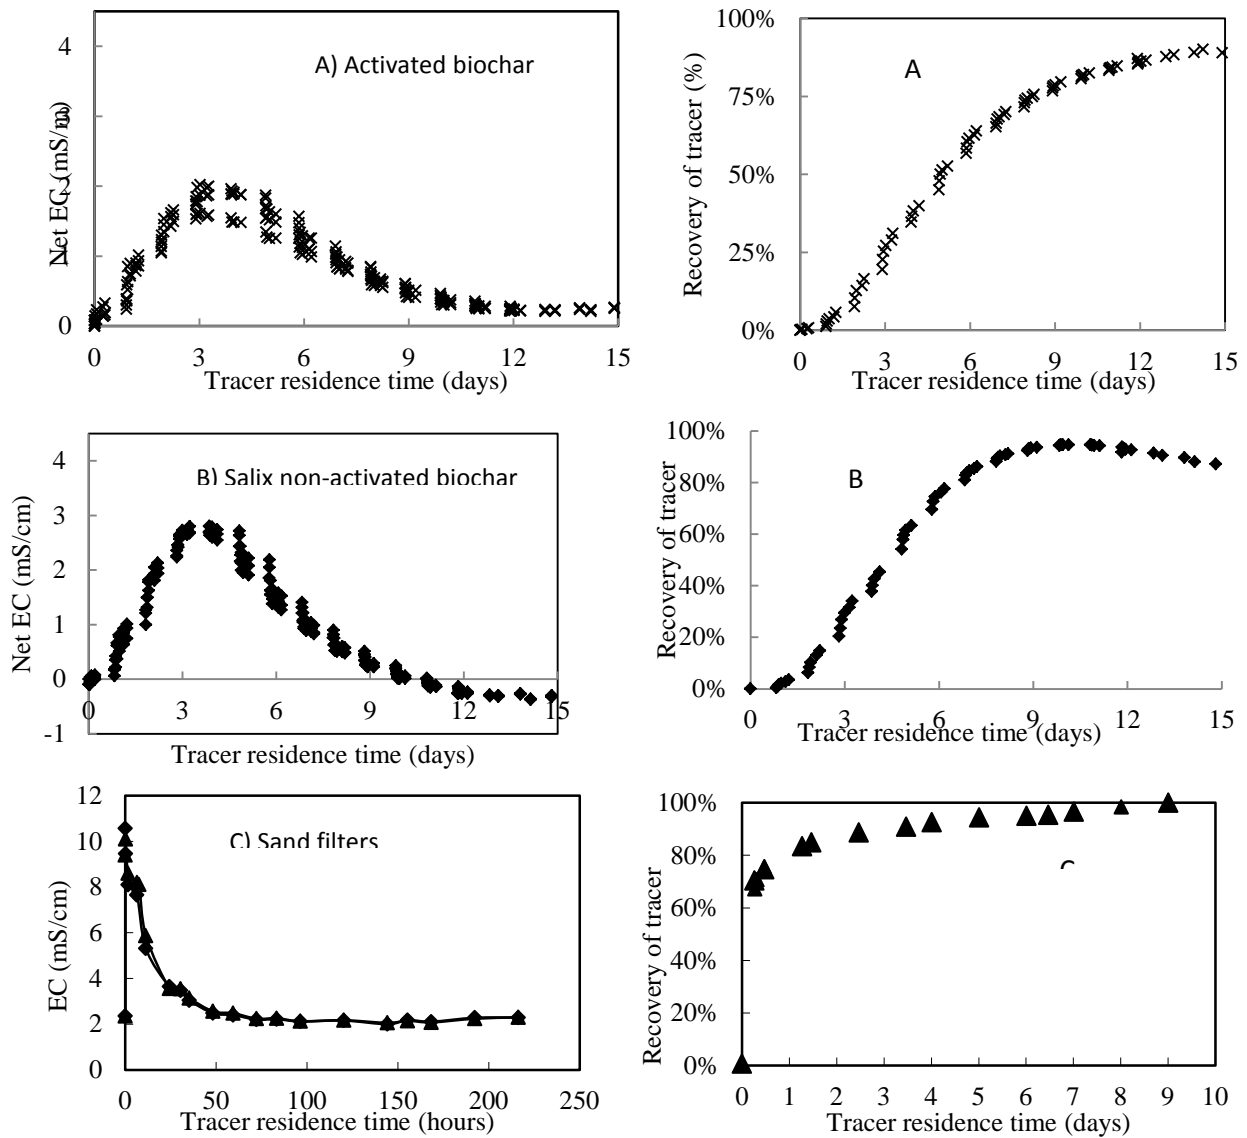 A) Activated biochar
Net EC (mS/m)
4
3
2
1
0
0 3 6 9 12 15
Tracer residence time (days)
A
Recovery of tracer (%)
100%
75%
50%
25%
0%
0 3 6 9 12 15
Tracer residence time (days)
B) Salix non-activated biochar
Net EC (mS/cm)
4
3
2
1
0
-1
0 3 6 9 12 15
Tracer residence time (days)
B
Recovery of tracer
100%
80%
60%
40%
20%
0%
0 3 6 9 12 15
Tracer residence time (days)
C) Sand filters
EC (mS/cm)
12
10
8
6
4
2
0
0 50 100 150 200 250
Tracer residence time (hours)
C
Recovery of tracer
100%
80%
60%
40%
20%
0%
0 1 2 3 4 5 6 7 8 9 10
Tracer residence time (days)